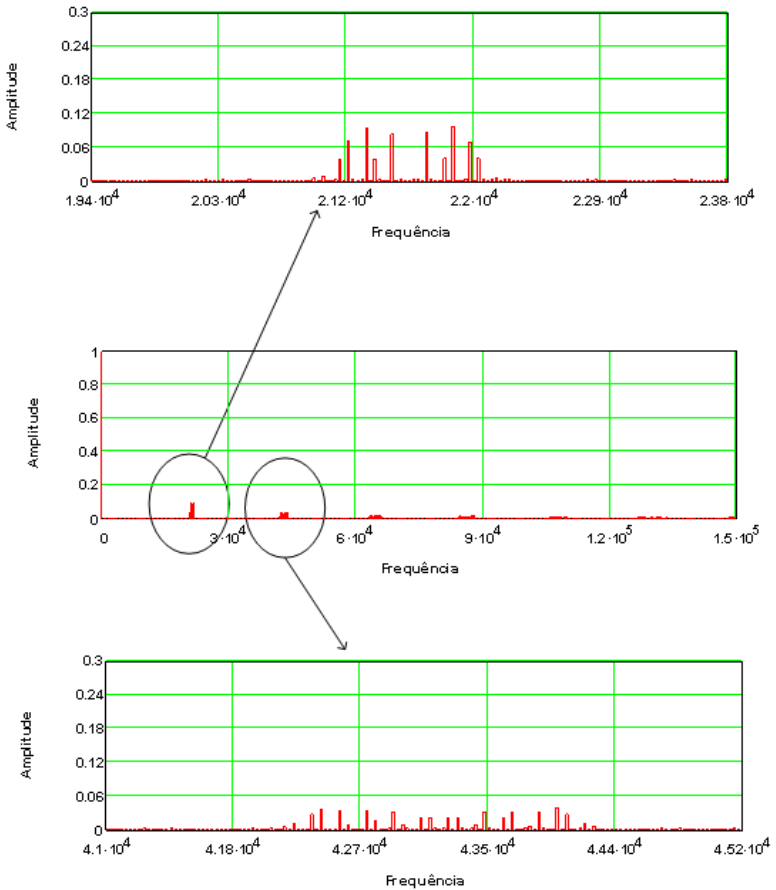 Amplitude
0.3
0.24
0.18
0.12
0.06
0
1.94·10⁴ 2.03·10⁴ 2.12·10⁴ 2.2·10⁴ 2.29·10⁴ 2.38·10⁴
Frequência
Amplitude
1
0.8
0.6
0.4
0.2
0
0 3·10⁴ 6·10⁴ 9·10⁴ 1.2·10⁵ 1.5·10⁵
Frequência
Amplitude
0.3
0.24
0.18
0.12
0.06
0
4.1·10⁴ 4.18·10⁴ 4.27·10⁴ 4.35·10⁴ 4.44·10⁴ 4.52·10⁴
Frequência